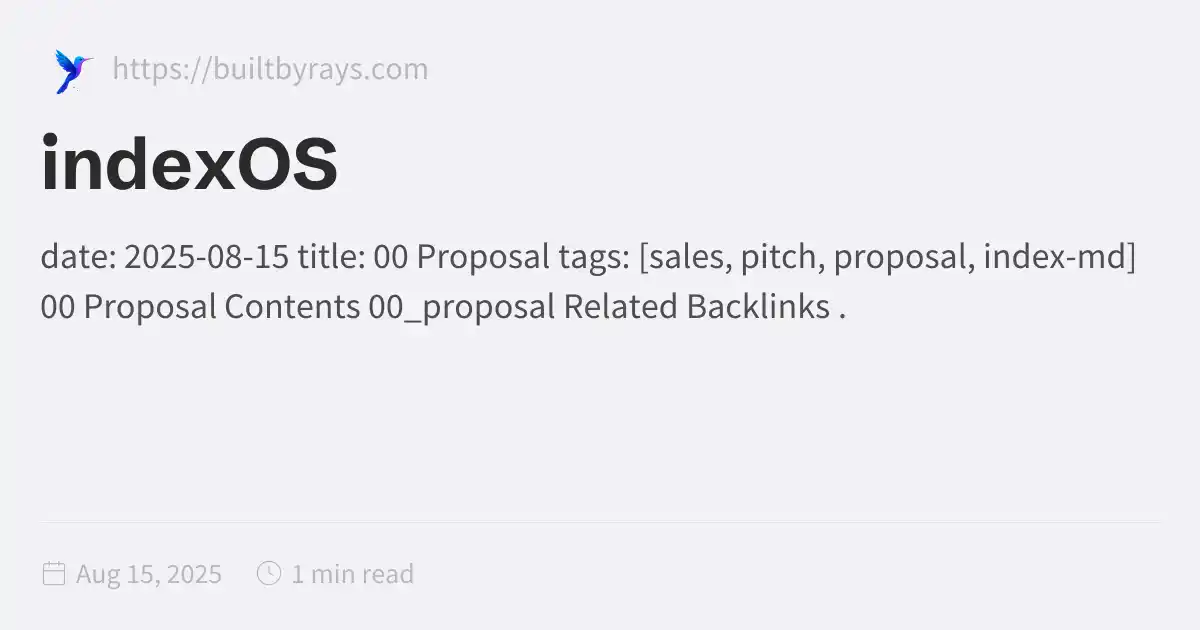 https://builtbyrays.com
indexOS
date: 2025-08-15 title: 00 Proposal tags: [sales, pitch, proposal, index-md]
00 Proposal Contents 00_proposal Related Backlinks .
Aug 15, 2025 1 min read